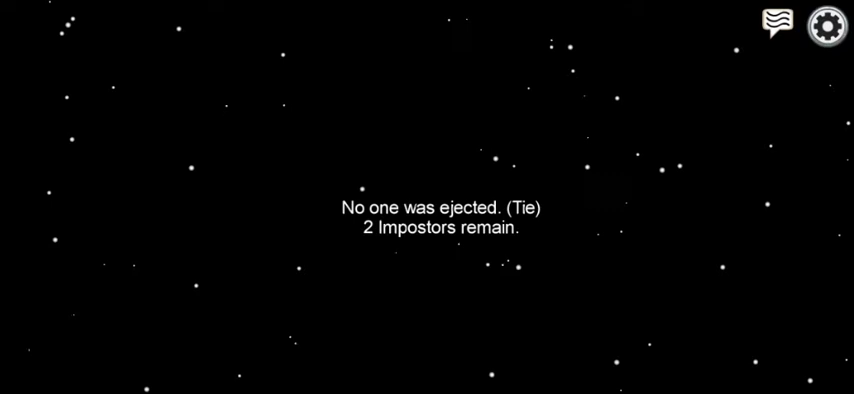 No one was ejected. (Tie)
2 Impostors remain.